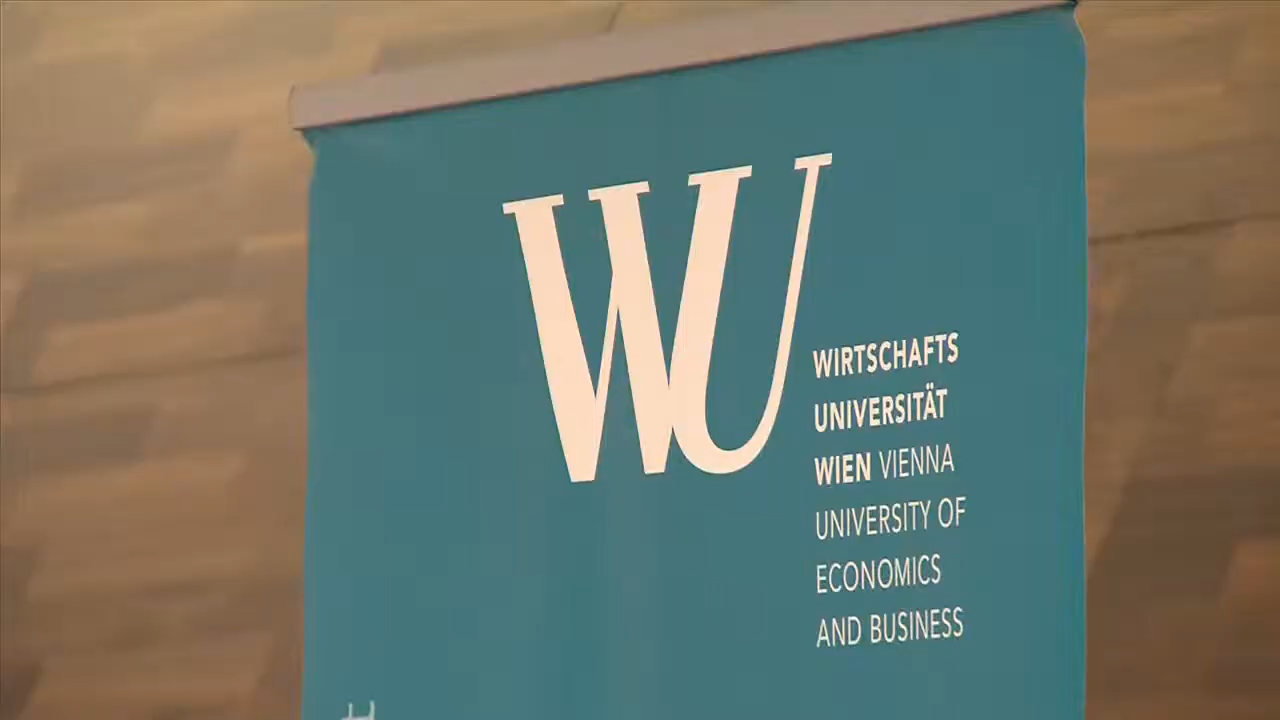 WU
WIRTSCHAFTS
UNIVERSITÄT
WIEN VIENNA
UNIVERSITY OF
ECONOMICS
AND BUSINESS